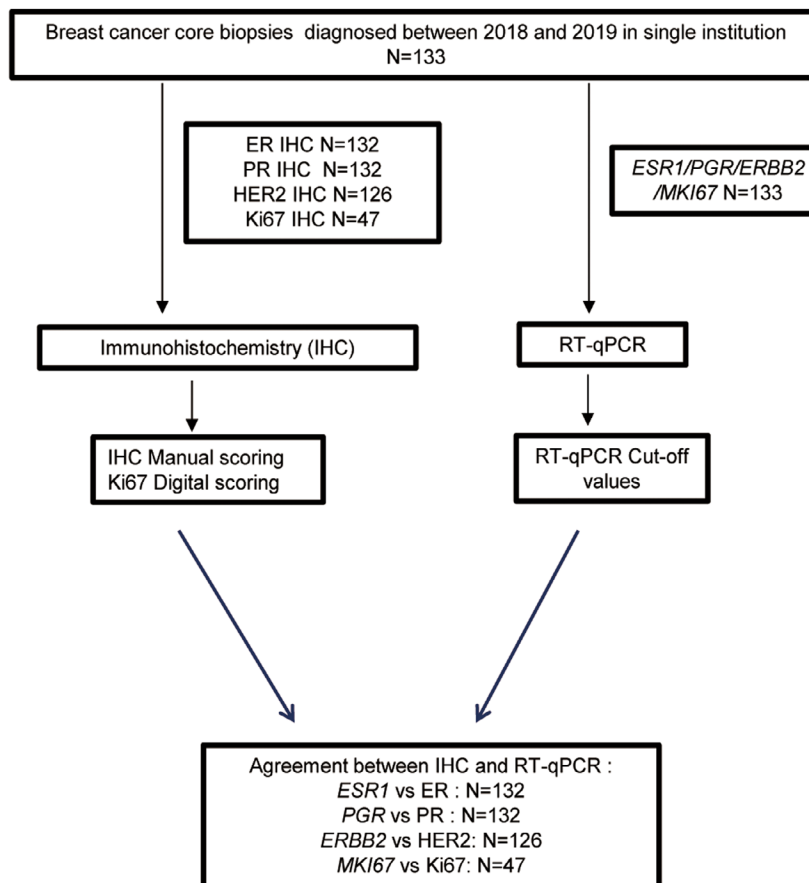 Breast cancer core biopsies diagnosed between 2018 and 2019 in single institution
N=133
ER IHC N=132
PR IHC N=132
HER2 IHC N=126
Ki67 IHC N=47
ESR1/PGR/ERBB2
/MKI67 N=133
Immunohistochemistry (IHC)
RT-qPCR
IHC Manual scoring
Ki67 Digital scoring
RT-qPCR Cut-off
values
Agreement between IHC and RT-qPCR :
ESR1 vs ER : N=132
PGR vs PR : N=132
ERBB2 vs HER2: N=126
MKI67 vs Ki67: N=47